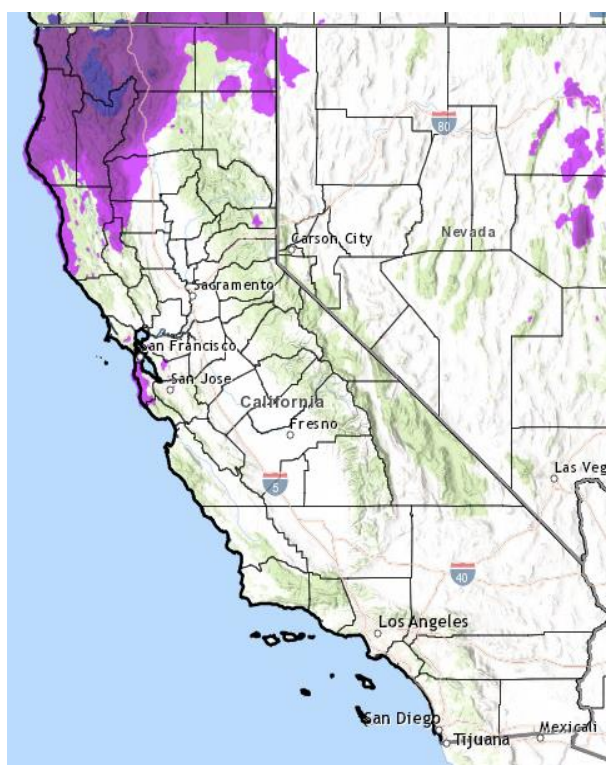 80
Carson City
Nevada
Sacramento
San Francisco
San Jose
California
Fresno
5
Las Veg
40
Los Angeles
San Diego
Tijuana
Mexicali